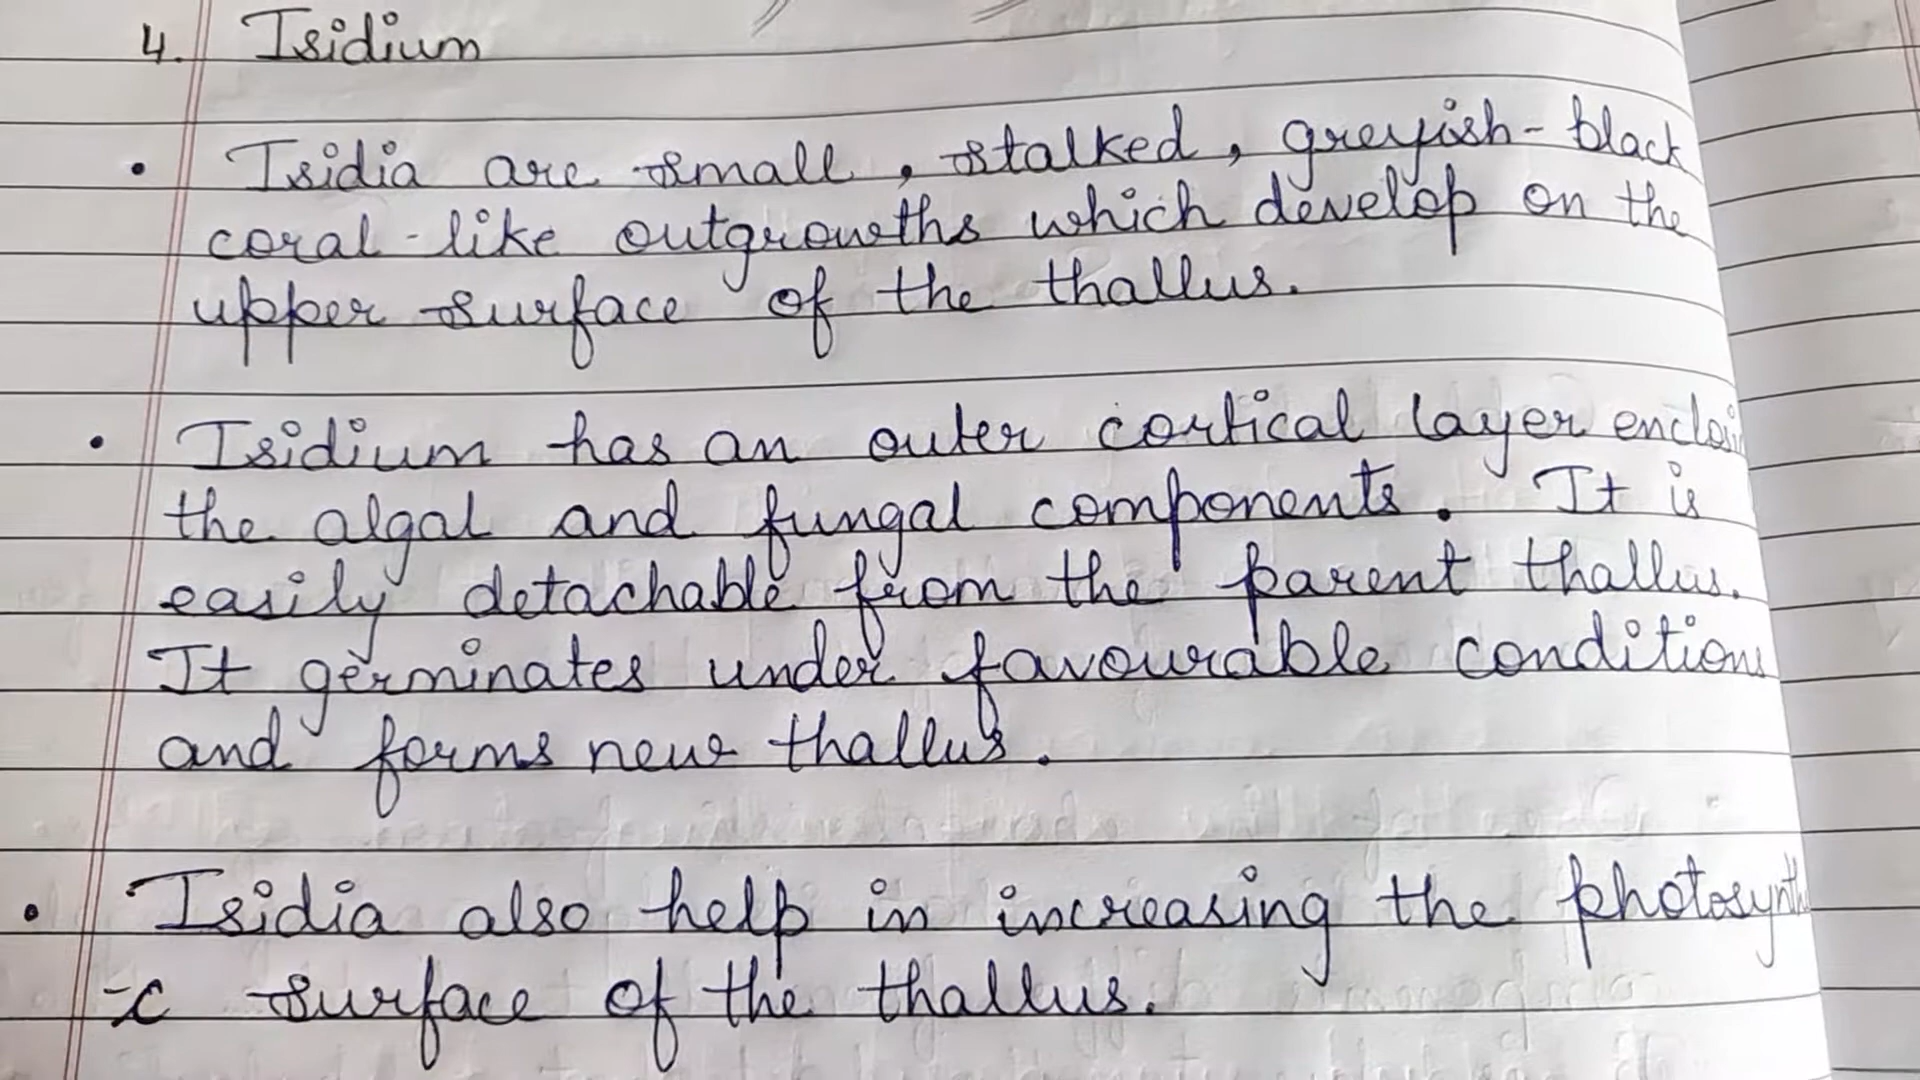 4. Isidium
• Isidia are small, stalked, greyish-black
coral-like outgrowths which develop on the
upper surface of the thallus.
• Isidium has an outer cortical layer
the algal and fungal components. It is
easily detachable from the parent thallus.
It germinates under favourable conditions
and forms new thallus.
• Isidia also help in increasing the
-c surface of the thallus.